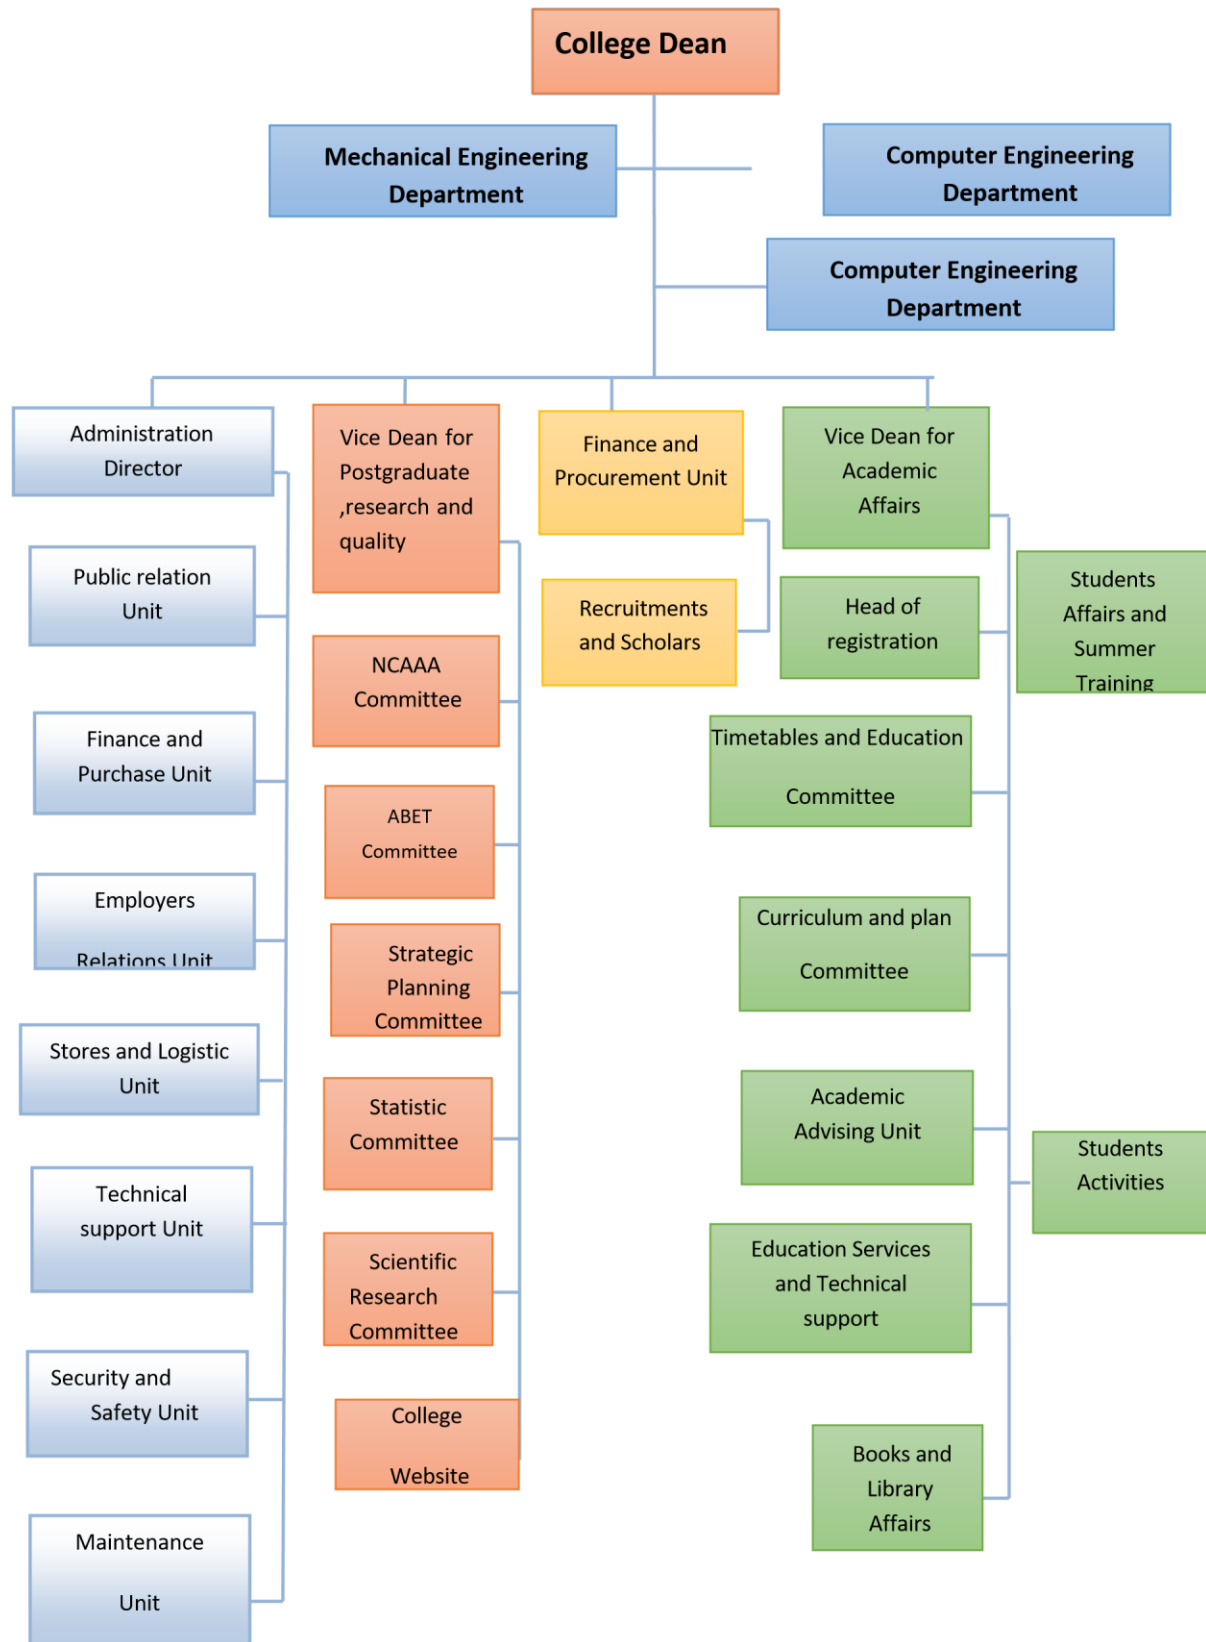 College Dean
Mechanical Engineering
Department
Computer Engineering
Department
Computer Engineering
Department
Administration
Director
Public relation
Unit
Finance and
Purchase Unit
Employers
Relations Unit
Stores and Logistic
Unit
Technical
support Unit
Security and
Safety Unit
Maintenance
Unit
Vice Dean for
Postgraduate
,research and
quality
NCAAA
Committee
ABET
Committee
Strategic
Planning
Committee
Statistic
Committee
Scientific
Research
Committee
College
Website
Finance and
Procurement Unit
Recruitments
and Scholars
Vice Dean for
Academic
Affairs
Head of
registration
Students
Affairs and
Summer
Training
Timetables and Education
Committee
Curriculum and plan
Committee
Academic
Advising Unit
Students
Activities
Education Services
and Technical
support
Books and
Library
Affairs